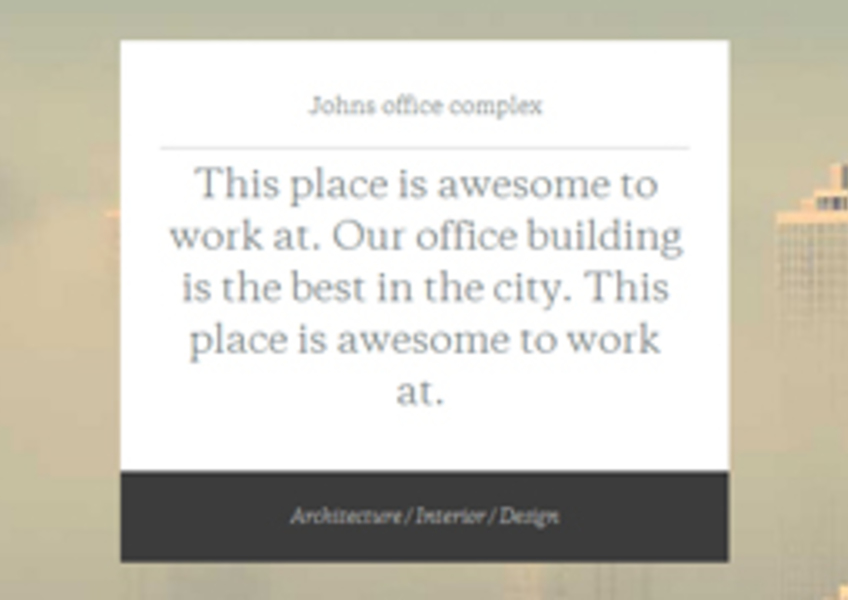 Johns office complex
This place is awesome to
work at. Our office building
is the best in the city. This
place is awesome to work
at.
Architecture / Interior / Design